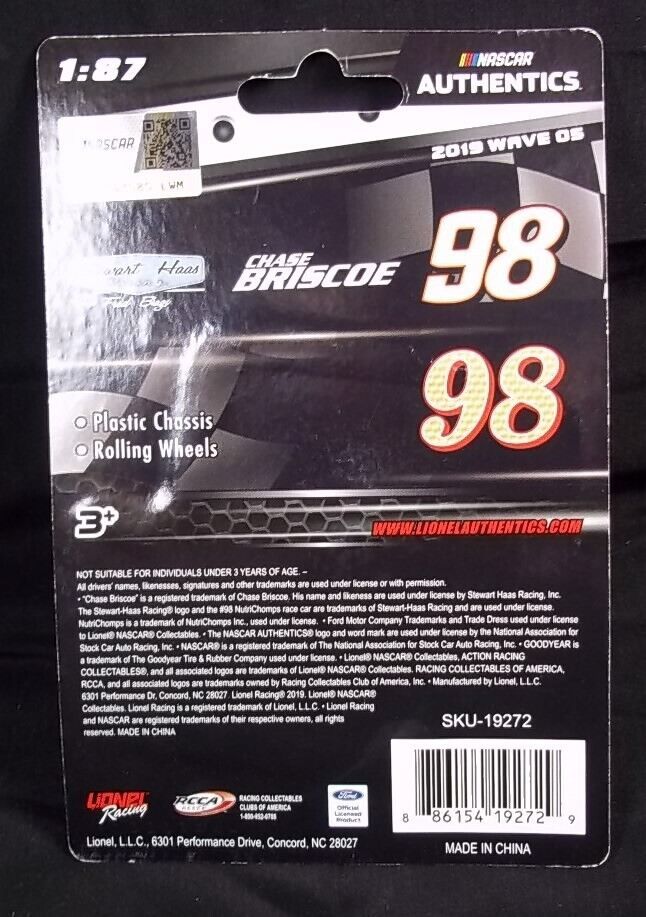 1:87
NASCAR
AUTHENTICS
2019 WAVE 05
NASCAR
LWM
Haas
CHASE
BRISCOE
98
98
Plastic Chassis
Rolling Wheels
3+
WWW.LIONELAUTHENTICS.COM
NOT SUITABLE FOR INDIVIDUALS UNDER 3 YEARS OF AGE. –
All drivers' names, likenesses, signatures and other trademarks are used under license or with permission.
• "Chase Briscoe" is a registered trademark of Chase Briscoe. His name and likeness are used under license by Stewart Haas Racing, Inc.
The Stewart-Haas Racing® logo and the #98 NutriChomps race car are trademarks of Stewart-Haas Racing and are used under license.
NutriChomps is a trademark of NutriChomps Inc., used under license. • Ford Motor Company Trademarks and Trade Dress used under license
to Lionel® NASCAR® Collectables. • The NASCAR AUTHENTICS® logo and word mark are used under license by the National Association for
Stock Car Auto Racing, Inc. • NASCAR® is a registered trademark of The National Association for Stock Car Auto Racing, Inc. • GOODYEAR is
a trademark of The Goodyear Tire & Rubber Company used under license. • Lionel® NASCAR® Collectables, ACTION RACING
COLLECTABLES®, and all associated logos are trademarks of Lionel® NASCAR® Collectables. RACING COLLECTABLES OF AMERICA,
RCCA, and all associated logos are trademarks owned by Racing Collectables Club of America, Inc. • Manufactured by Lionel, L.L.C.
6301 Performance Dr, Concord, NC 28027. Lionel Racing® 2019. Lionel® NASCAR®
Collectables. Lionel Racing is a registered trademark of Lionel, L.L.C. • Lionel Racing
and NASCAR are registered trademarks of their respective owners, all rights
reserved. MADE IN CHINA
SKU-19272
LIONEL
Racing
RCCA
ELITE
RACING COLLECTABLES
CLUBS OF AMERICA
1-800-952-0708
Ford
Official
Licensed
Product
8 86154 19272 9
Lionel, L.L.C., 6301 Performance Drive, Concord, NC 28027
MADE IN CHINA